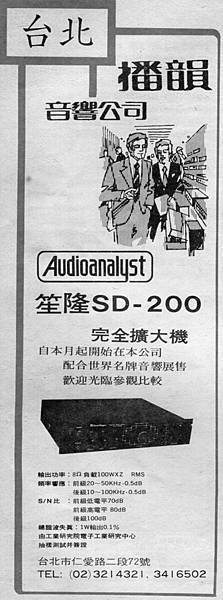 台北
播韻
音響公司
Audioanalyst
笙隆SD-200
完全擴大機
自本月起開始在本公司
配合世界名牌音響展售
歡迎光臨參觀比較
輸出功率：8Ω負載100WX2 RMS
頻率響應：前級20～50KHz-0.5dB
後級10～100KHz-0.5dB
S/N比：前級低電平70dB
前級高電平 80dB
後級100dB
總諧波失真：1W輸出0.1%
由工業研究院電子工業研究中心
抽樣測試并簽證
台北市仁愛路二段72號
TEL: (02)3214321. 3416502